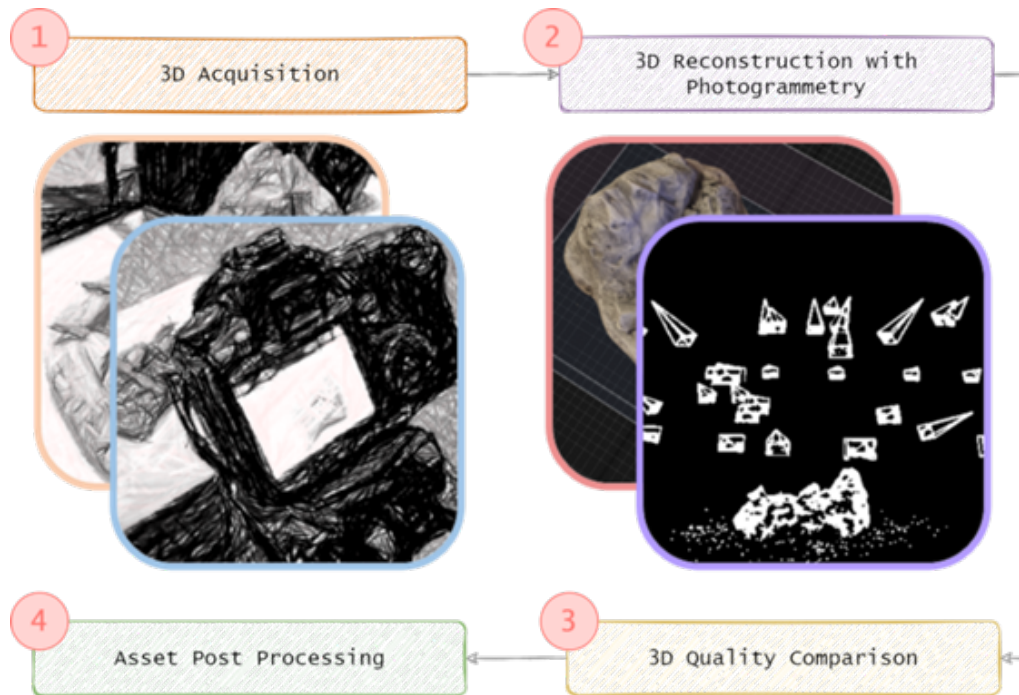 1
3D Acquisition
2
3D Reconstruction with
Photogrammetry
4
Asset Post Processing
3
3D Quality Comparison